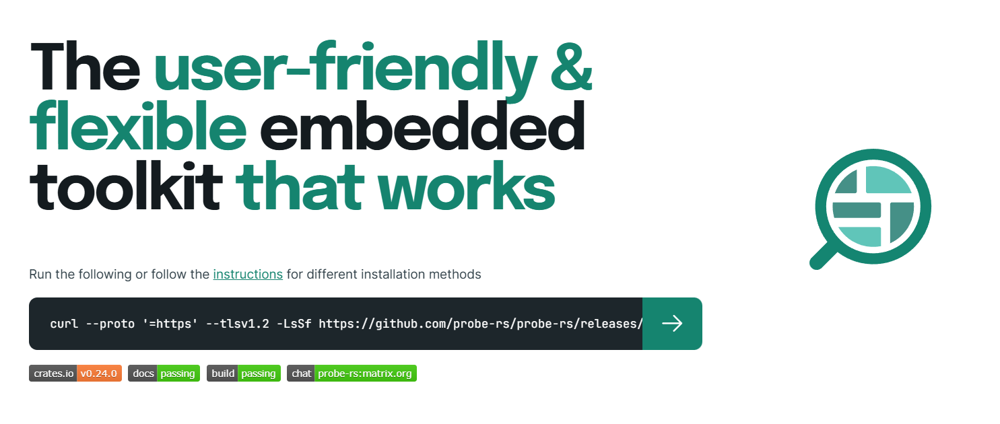 The user-friendly &
flexible embedded
toolkit that works
Run the following or follow the instructions for different installation methods
curl --proto '=https' --tlsv1.2 -LsSf https://github.com/probe-rs/probe-rs/releases/
crates.io v0.24.0 docs passing build passing chat probe-rs:matrix.org